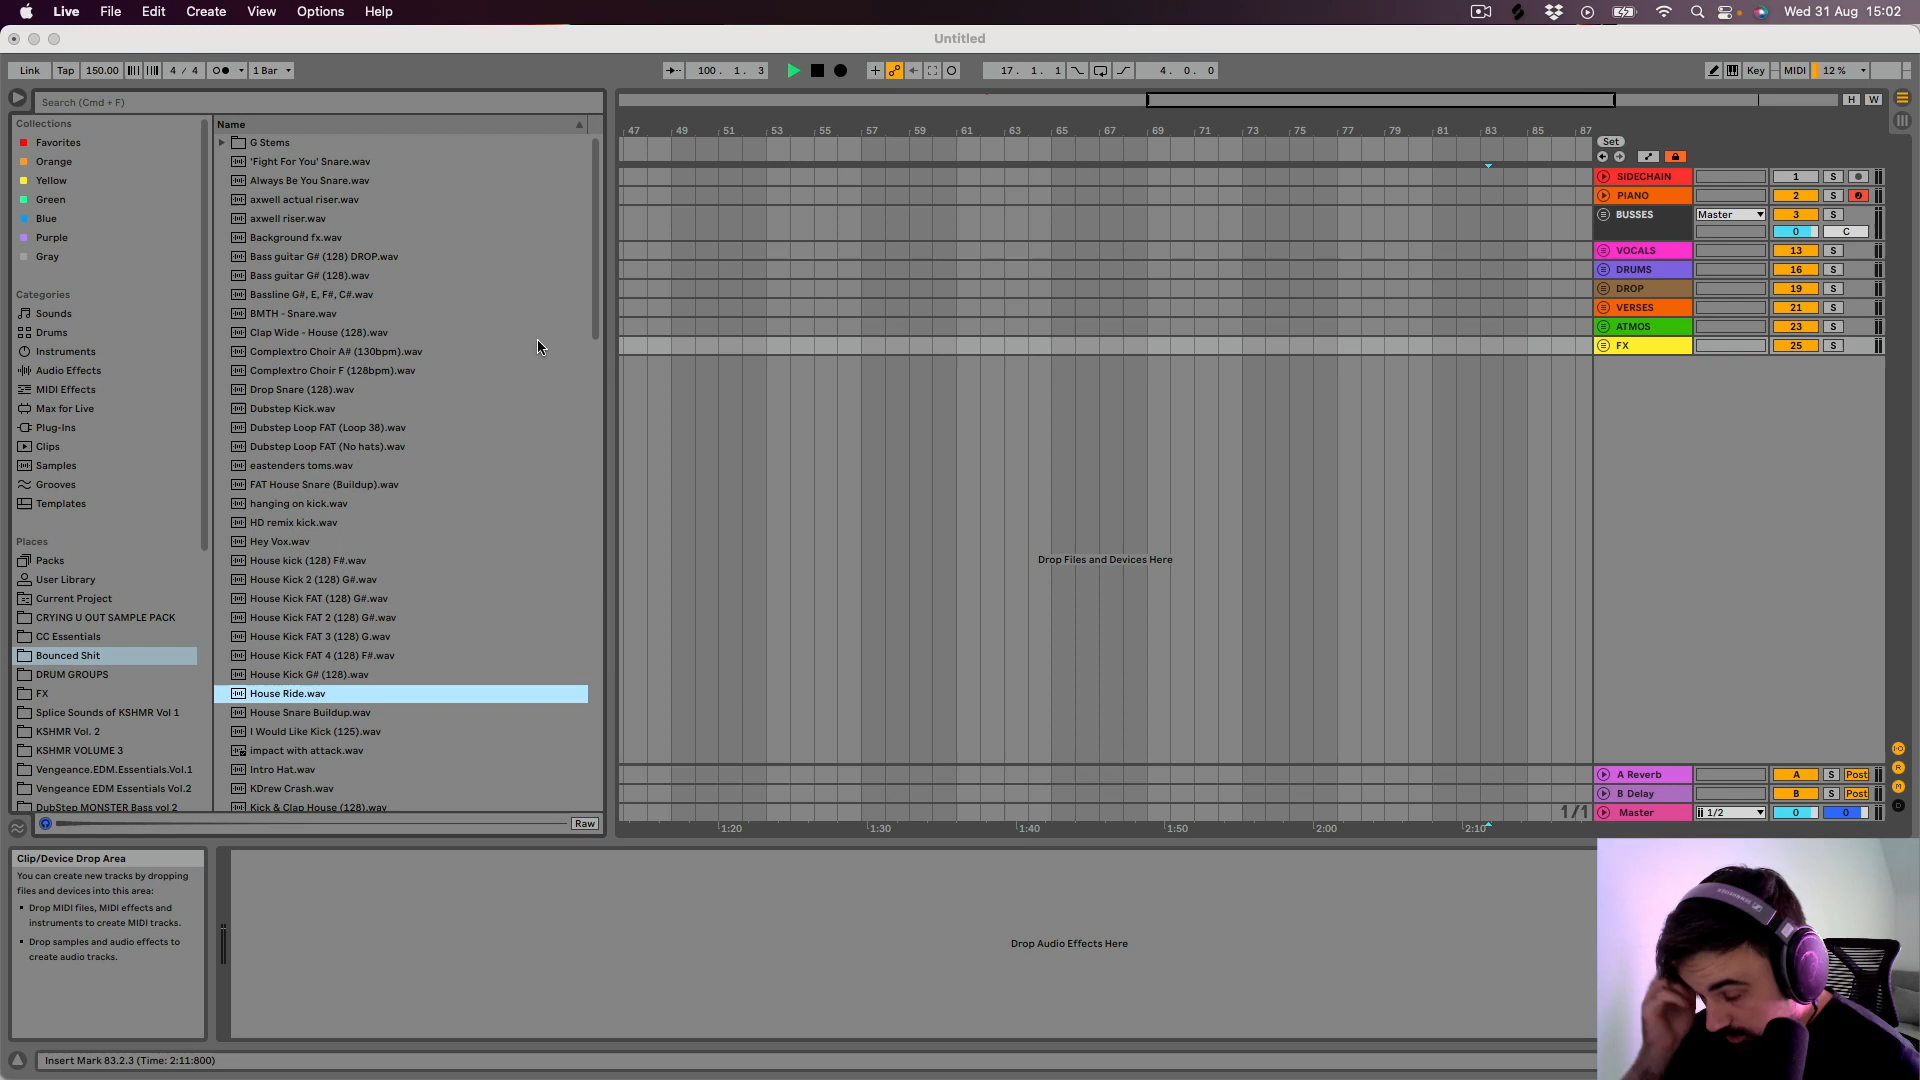 Live File Edit Create View Options Help Wed 31 Aug 15:02
Untitled
Link Tap 150.00 4 / 4 1 Bar 100. 1. 3 17. 1. 1 4. 0. 0 Key MIDI 12 %
Search (Cmd + F)
H W
Collections
Favorites
Orange
Yellow
Green
Blue
Purple
Gray
Categories
Sounds
Drums
Instruments
Audio Effects
MIDI Effects
Max for Live
Plug-Ins
Clips
Samples
Grooves
Templates
Places
Packs
User Library
Current Project
CRYING U OUT SAMPLE PACK
CC Essentials
Bounced Shit
DRUM GROUPS
FX
Splice Sounds of KSHMR Vol 1
KSHMR Vol. 2
KSHMR VOLUME 3
Vengeance.EDM.Essentials.Vol.1
Vengeance EDM Essentials Vol.2
DubStep MONSTER Bass vol 2
Name
G Stems
'Fight For You' Snare.wav
Always Be You Snare.wav
axwell actual riser.wav
axwell riser.wav
Background fx.wav
Bass guitar G# (128) DROP.wav
Bass guitar G# (128).wav
Bassline G#, E, F#, C#.wav
BMTH - Snare.wav
Clap Wide - House (128).wav
Complextro Choir A# (130bpm).wav
Complextro Choir F (128bpm).wav
Drop Snare (128).wav
Dubstep Kick.wav
Dubstep Loop FAT (Loop 38).wav
Dubstep Loop FAT (No hats).wav
eastenders toms.wav
FAT House Snare (Buildup).wav
hanging on kick.wav
HD remix kick.wav
Hey Vox.wav
House kick (128) F#.wav
House Kick 2 (128) G#.wav
House Kick FAT (128) G#.wav
House Kick FAT 2 (128) G#.wav
House Kick FAT 3 (128) G.wav
House Kick FAT 4 (128) F#.wav
House Kick G# (128).wav
House Ride.wav
House Snare Buildup.wav
I Would Like Kick (125).wav
impact with attack.wav
Intro Hat.wav
KDrew Crash.wav
Kick & Clap House (128).wav
Raw
47 49 51 53 55 57 59 61 63 65 67 69 71 73 75 77 79 81 83 85 87
Set
SIDECHAIN 1 S
PIANO 2 S
BUSSES Master 3 S
0 C
VOCALS 13 S
DRUMS 16 S
DROP 19 S
VERSES 21 S
ATMOS 23 S
FX 25 S
Drop Files and Devices Here
A Reverb A S Post
B Delay B S Post
1/1 Master 1/2 0 0
1:20 1:30 1:40 1:50 2:00 2:10
Clip/Device Drop Area
You can create new tracks by dropping
files and devices into this area:
Drop MIDI files, MIDI effects and
instruments to create MIDI tracks.
Drop samples and audio effects to
create audio tracks.
Drop Audio Effects Here
Insert Mark 83.2.3 (Time: 2:11:800)